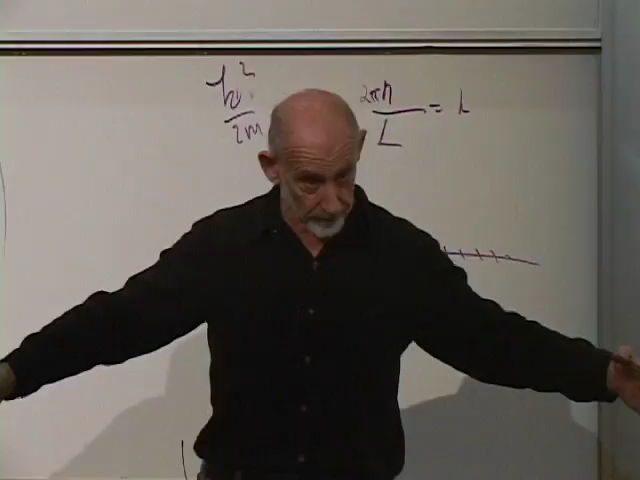 ħ²/2m
2πn/L = k